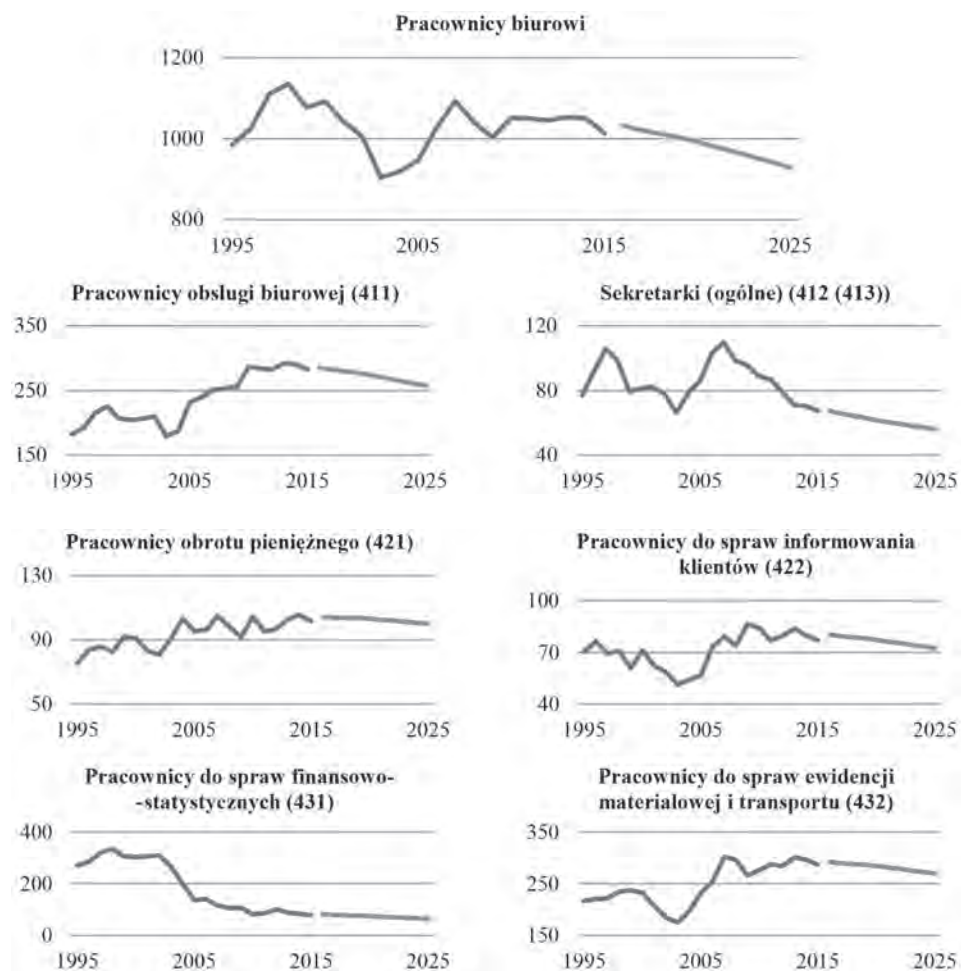 Pracownicy biurowi
1200
1000
800
1995 2005 2015 2025
Pracownicy obsługi biurowej (411)
350
250
150
1995 2005 2015 2025
Sekretarki (ogólne) (412 (413))
120
80
40
1995 2005 2015 2025
Pracownicy obrotu pieniężnego (421)
130
90
50
1995 2005 2015 2025
Pracownicy do spraw informowania
klientów (422)
100
70
40
1995 2005 2015 2025
Pracownicy do spraw finansowo-
-statystycznych (431)
400
200
0
1995 2005 2015 2025
Pracownicy do spraw ewidencji
materiałowej i transportu (432)
350
250
150
1995 2005 2015 2025